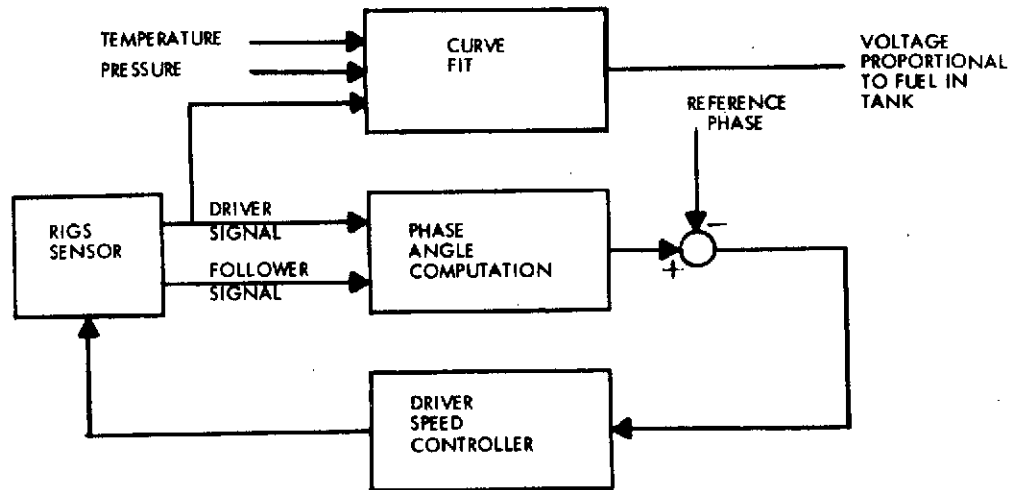 TEMPERATURE
PRESSURE
CURVE
FIT
VOLTAGE
PROPORTIONAL
TO FUEL IN
TANK
REFERENCE
PHASE
RIGS
SENSOR
DRIVER
SIGNAL
FOLLOWER
SIGNAL
PHASE
ANGLE
COMPUTATION
−
+
DRIVER
SPEED
CONTROLLER